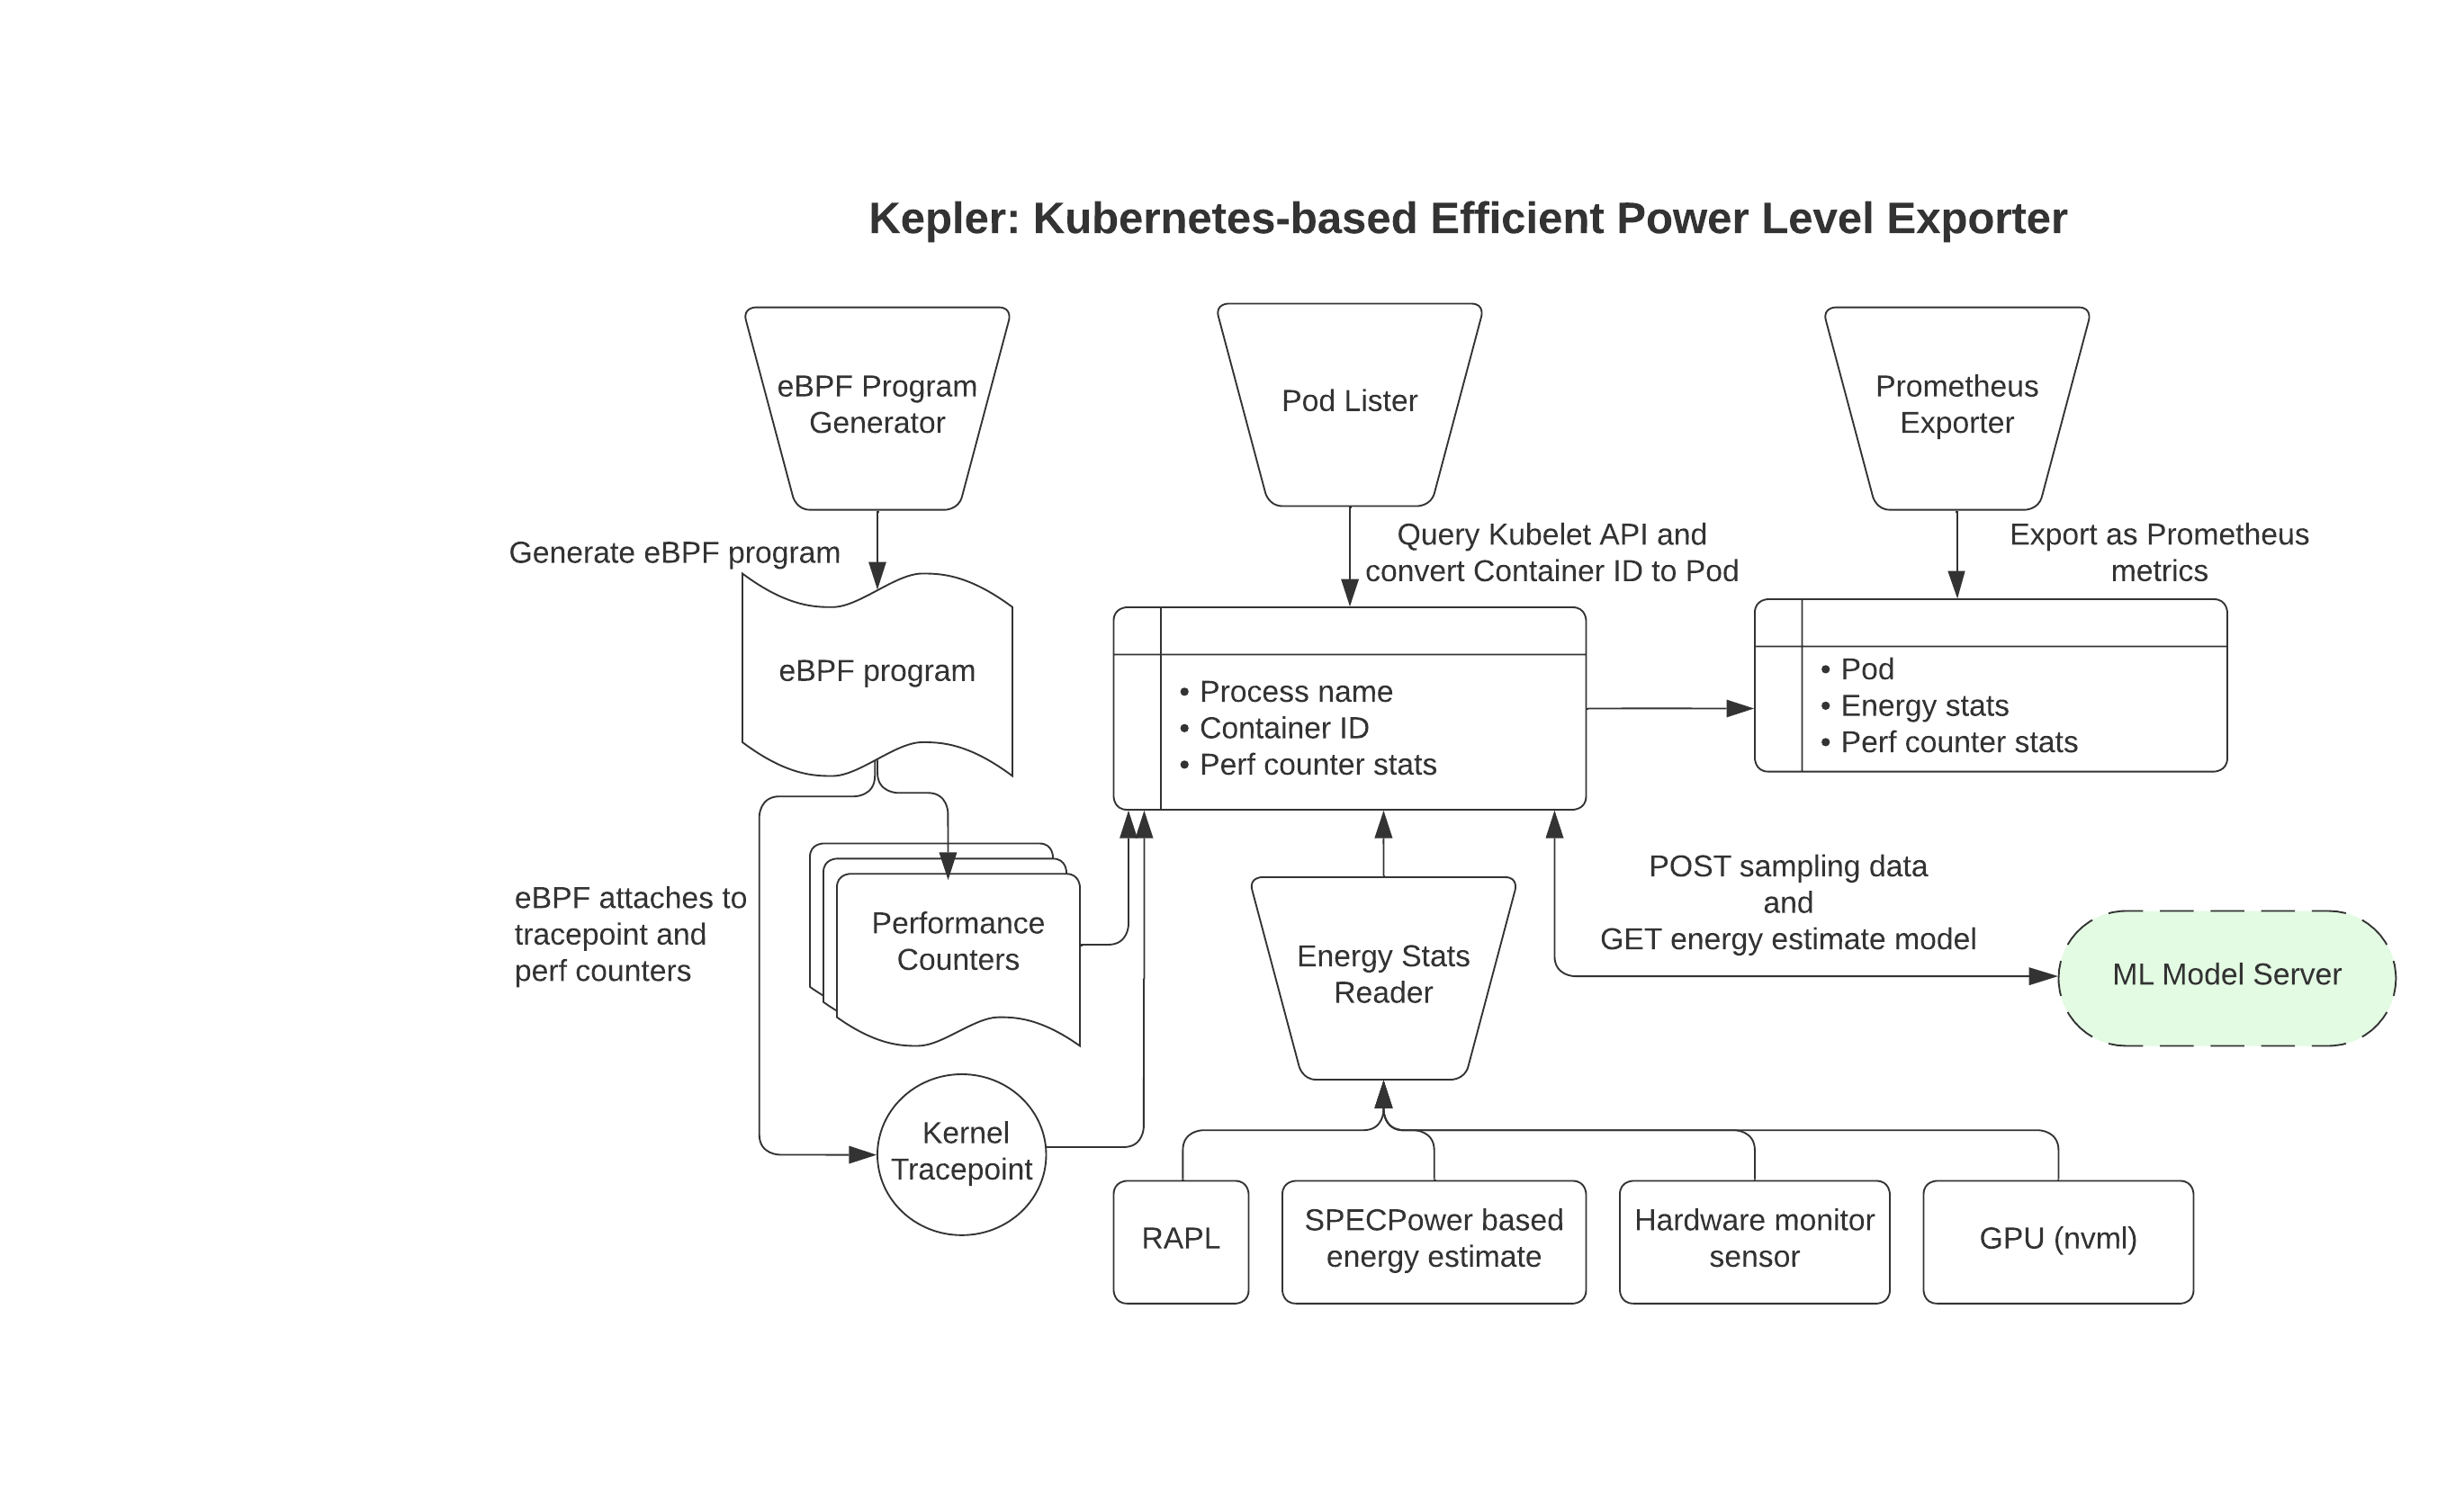 Kepler: Kubernetes-based Efficient Power Level Exporter
eBPF Program
Generator
Pod Lister
Prometheus
Exporter
Generate eBPF program
Query Kubelet API and
convert Container ID to Pod
Export as Prometheus
metrics
eBPF program
• Process name
• Container ID
• Perf counter stats
• Pod
• Energy stats
• Perf counter stats
eBPF attaches to
tracepoint and
perf counters
Performance
Counters
Energy Stats
Reader
POST sampling data
and
GET energy estimate model
ML Model Server
Kernel
Tracepoint
RAPL
SPECPower based
energy estimate
Hardware monitor
sensor
GPU (nvml)